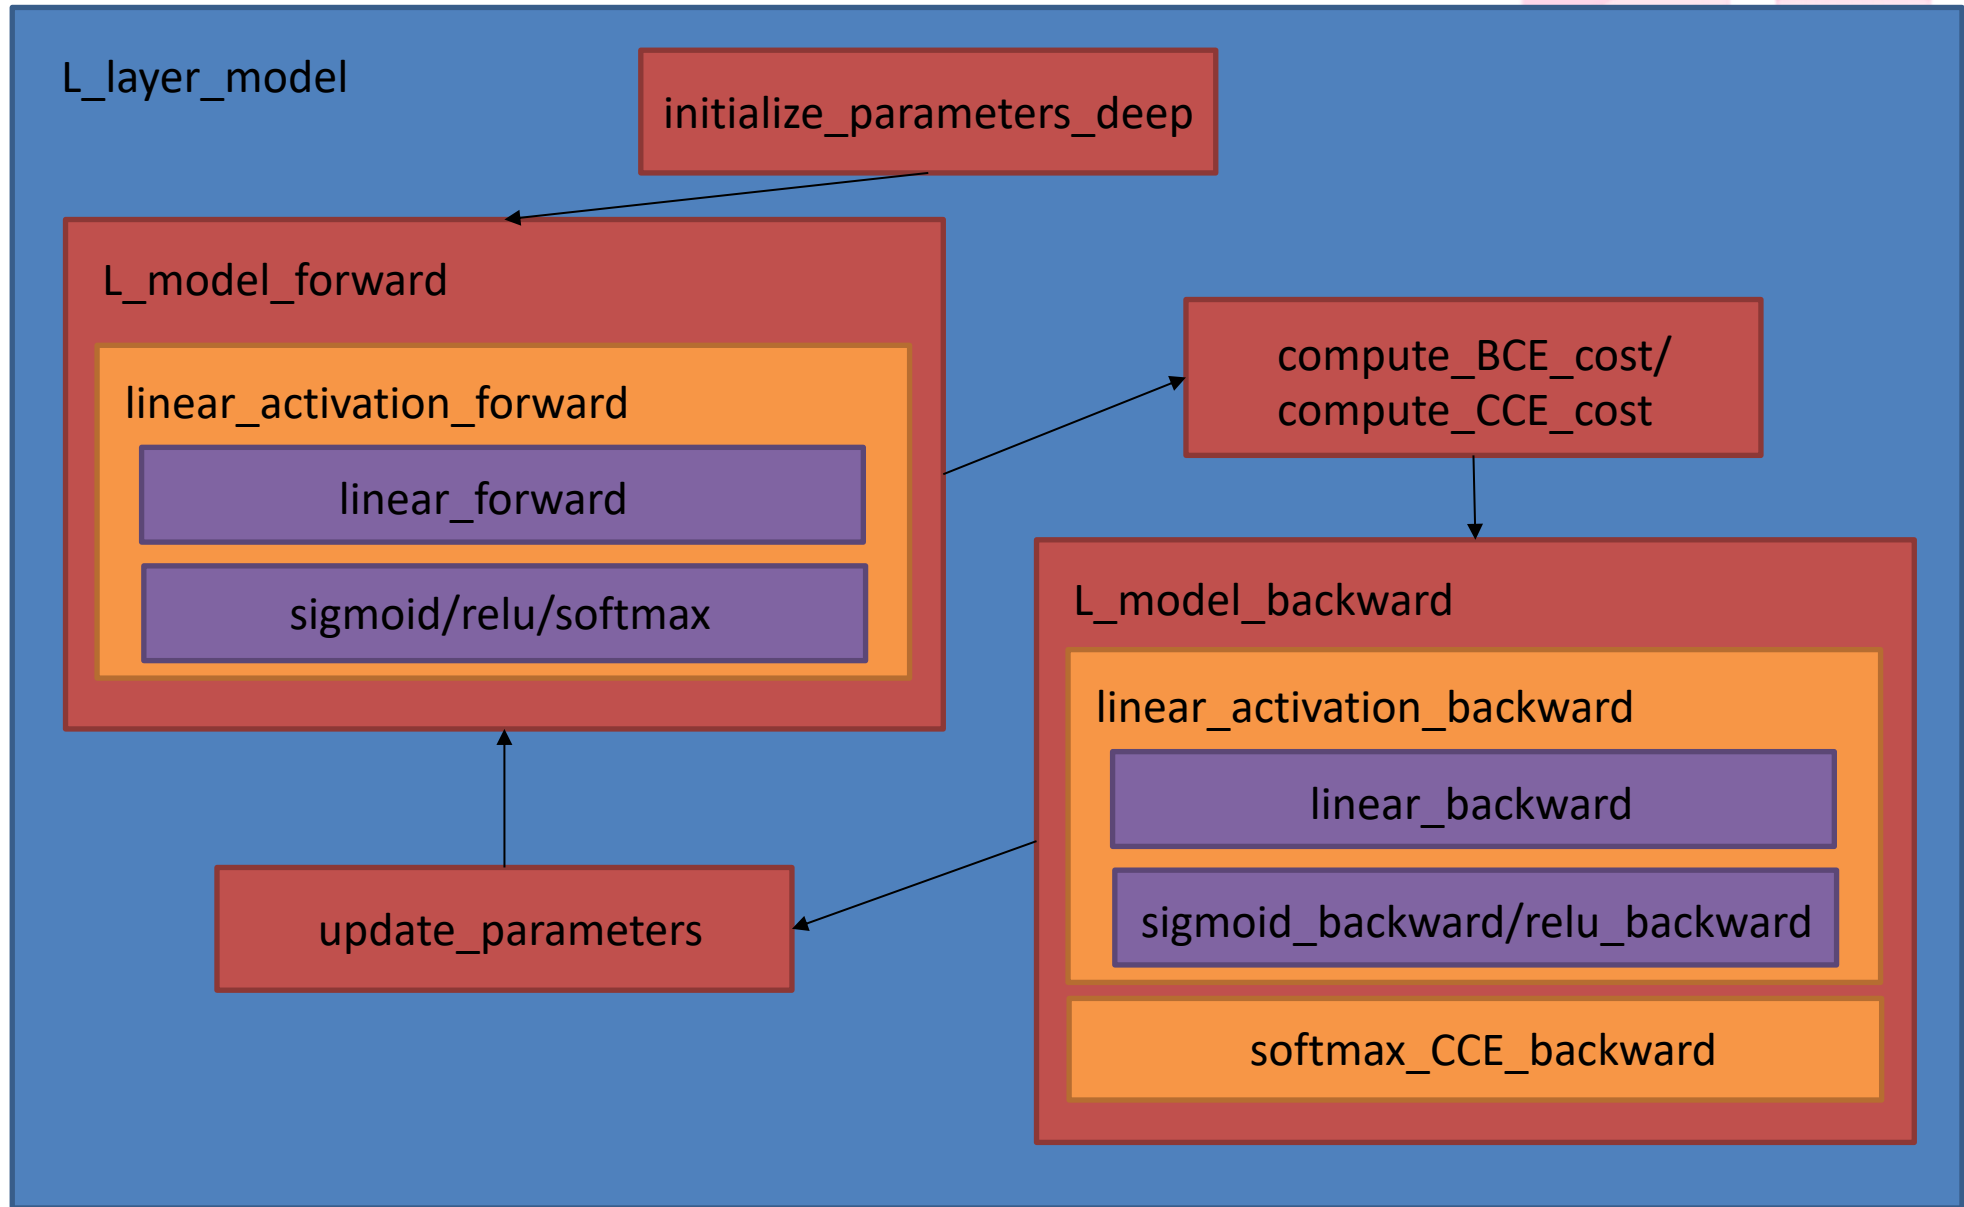 L_layer_model
initialize_parameters_deep
L_model_forward
linear_activation_forward
linear_forward
sigmoid/relu/softmax
compute_BCE_cost/
compute_CCE_cost
L_model_backward
linear_activation_backward
linear_backward
sigmoid_backward/relu_backward
softmax_CCE_backward
update_parameters